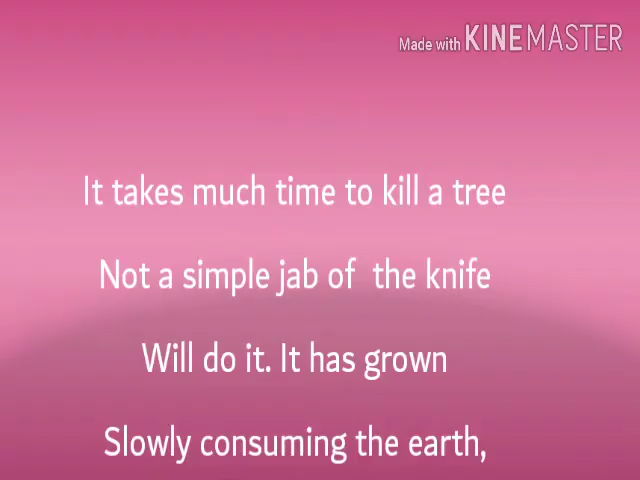 Made with KINEMASTER
It takes much time to kill a tree
Not a simple jab of  the knife
Will do it. It has grown
Slowly consuming the earth,